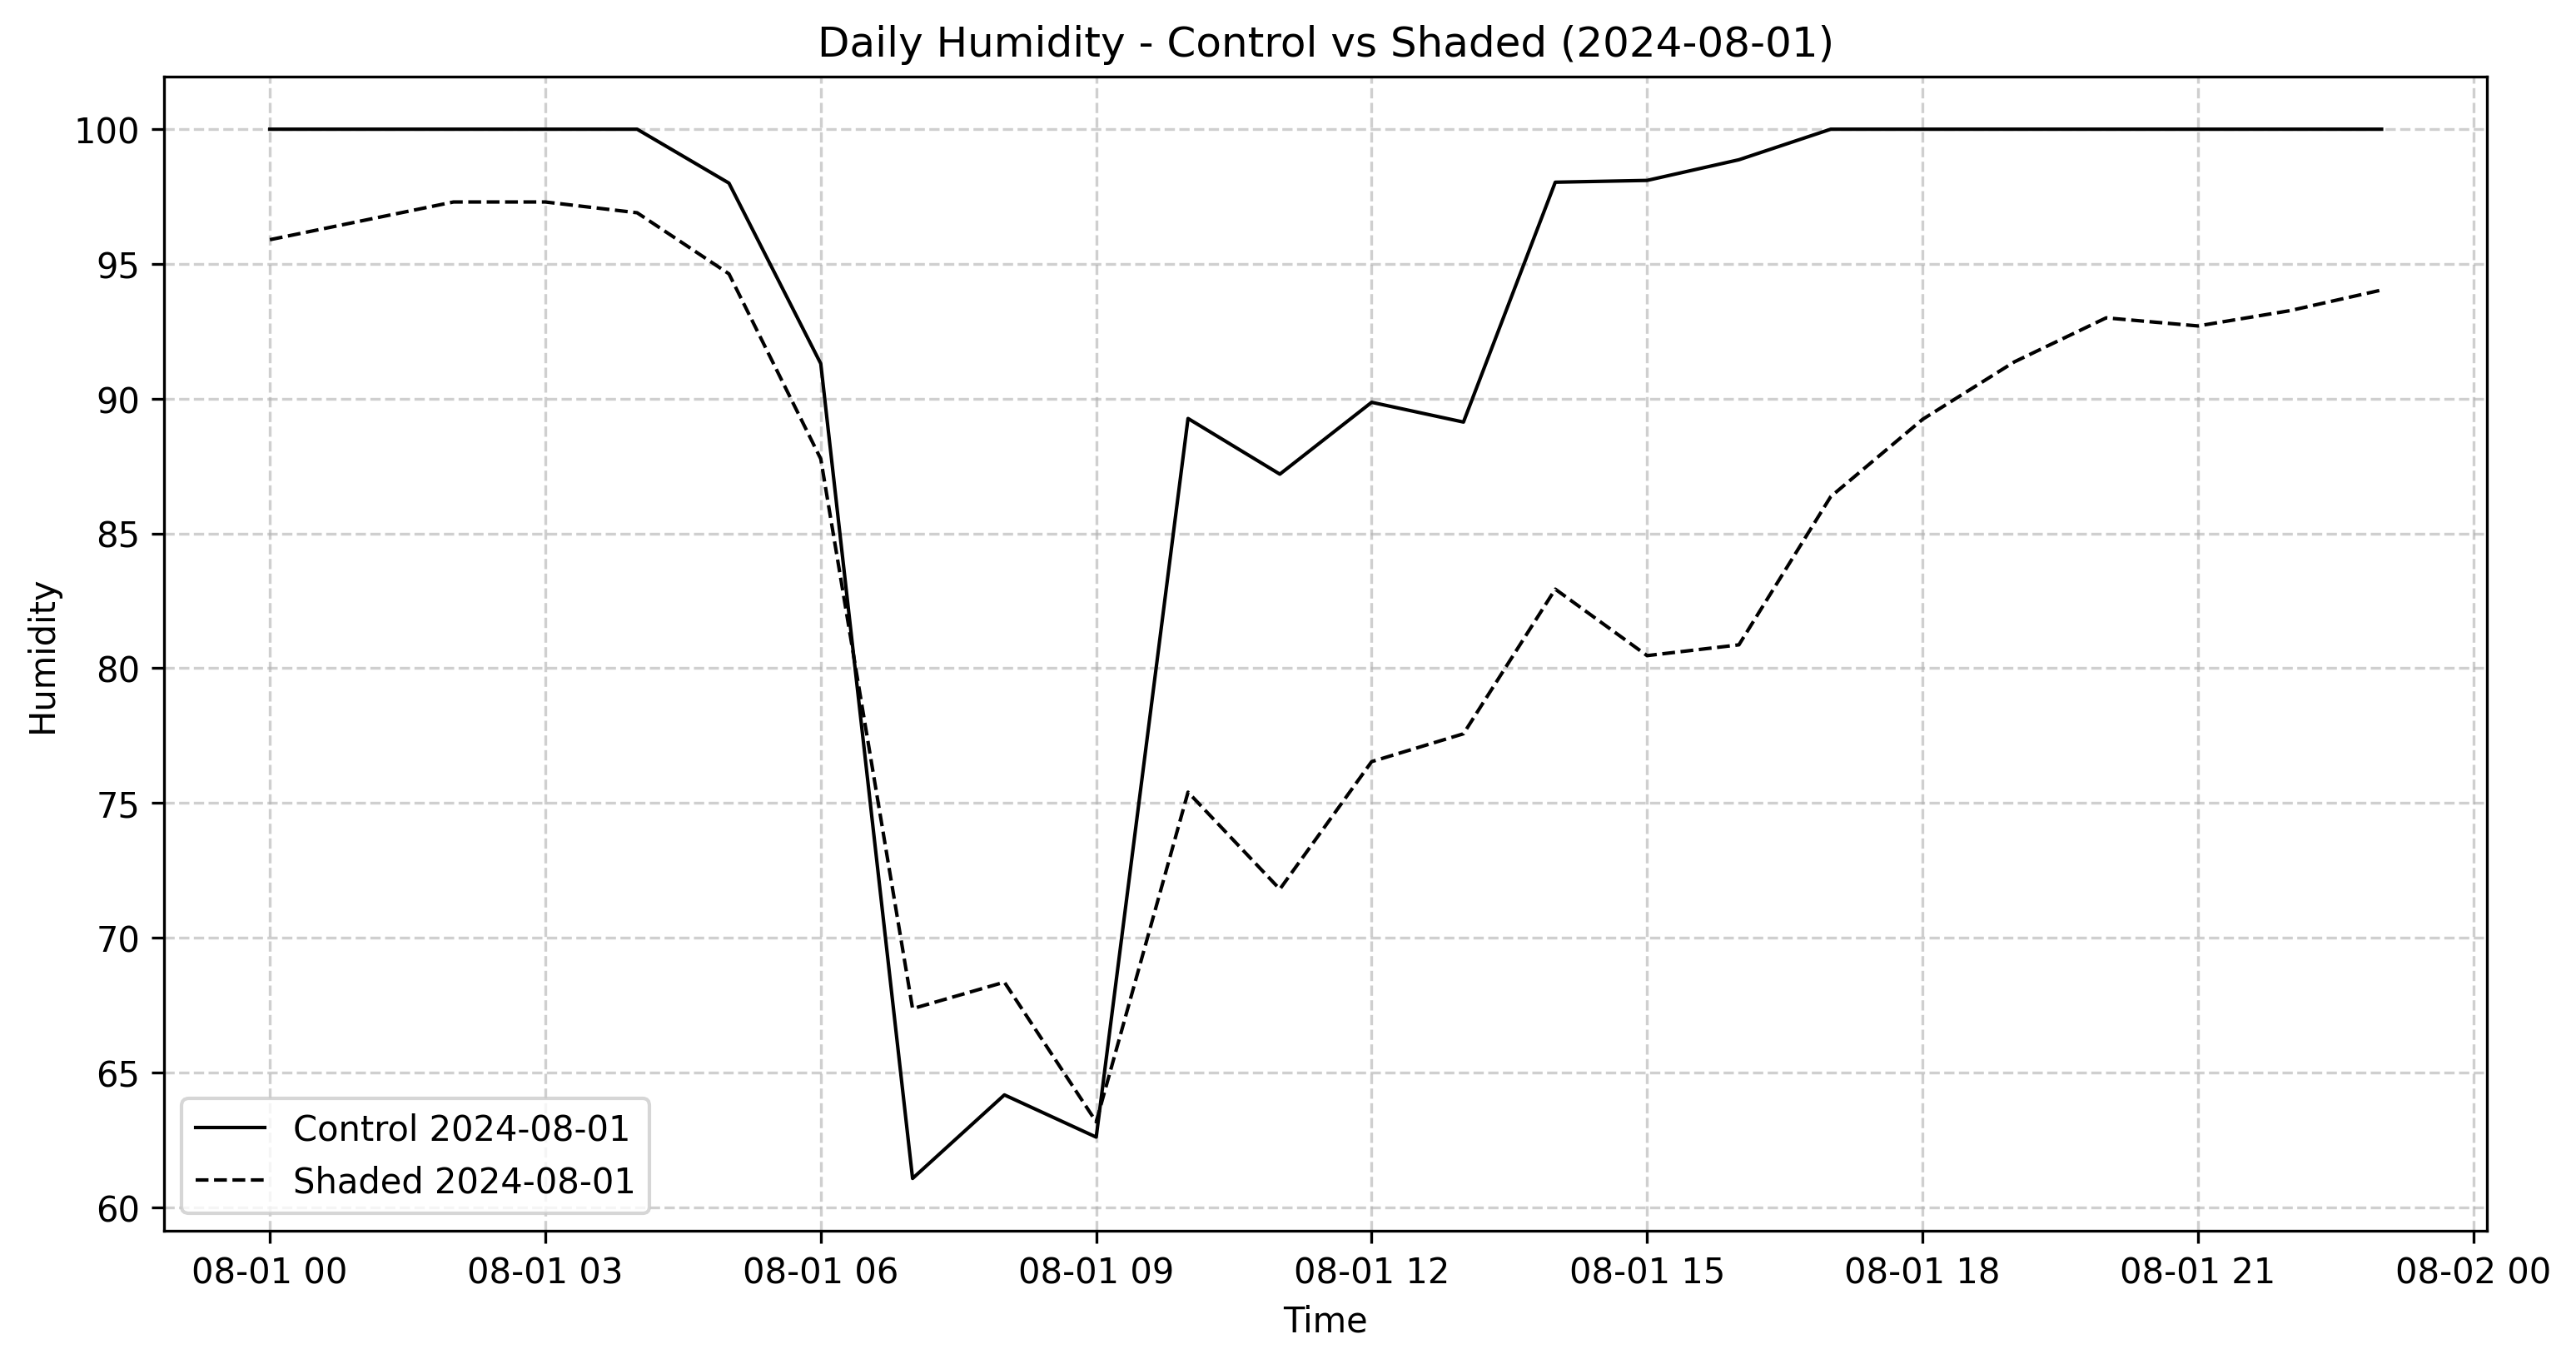 Daily Humidity - Control vs Shaded (2024-08-01)
Humidity
100
95
90
85
80
75
70
65
60
Control 2024-08-01
Shaded 2024-08-01
08-01 00 08-01 03 08-01 06 08-01 09 08-01 12 08-01 15 08-01 18 08-01 21 08-02 00
Time